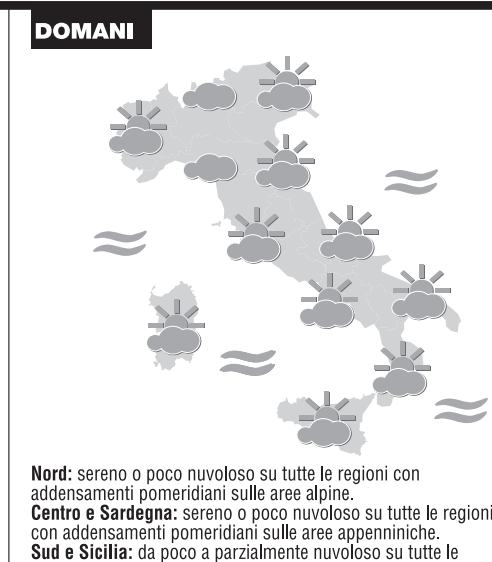 DOMANI
Nord: sereno o poco nuvoloso su tutte le regioni con
addensamenti pomeridiani sulle aree alpine.
Centro e Sardegna: sereno o poco nuvoloso su tutte le regioni
con addensamenti pomeridiani sulle aree appenniniche.
Sud e Sicilia: da poco a parzialmente nuvoloso su tutte le